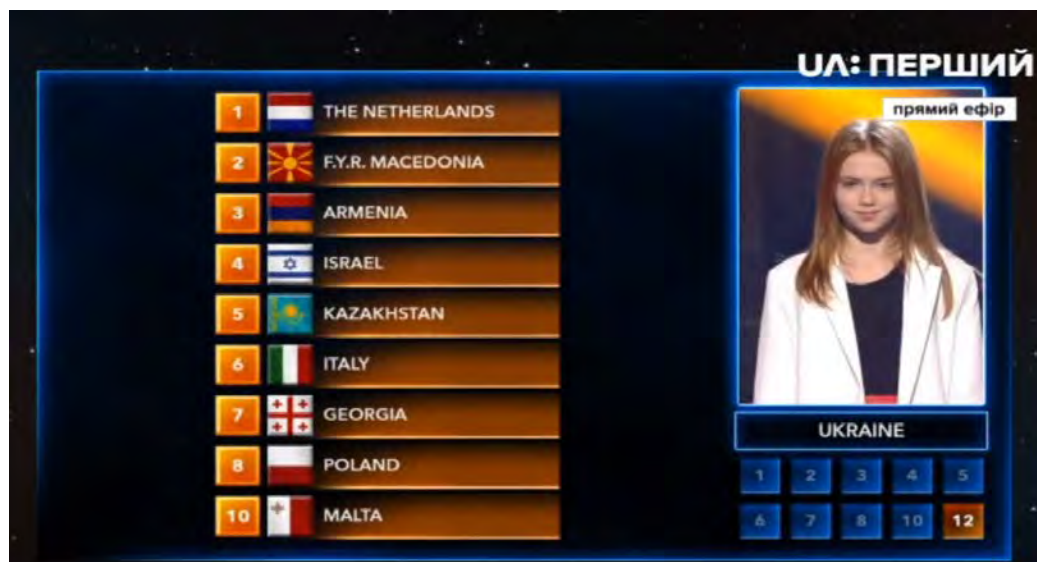 UA: ПЕРШИЙ
прямий ефір
1 THE NETHERLANDS
2 F.Y.R. MACEDONIA
3 ARMENIA
4 ISRAEL
5 KAZAKHSTAN
6 ITALY
7 GEORGIA
8 POLAND
10 MALTA
UKRAINE
1 2 3 4 5
6 7 8 10 12